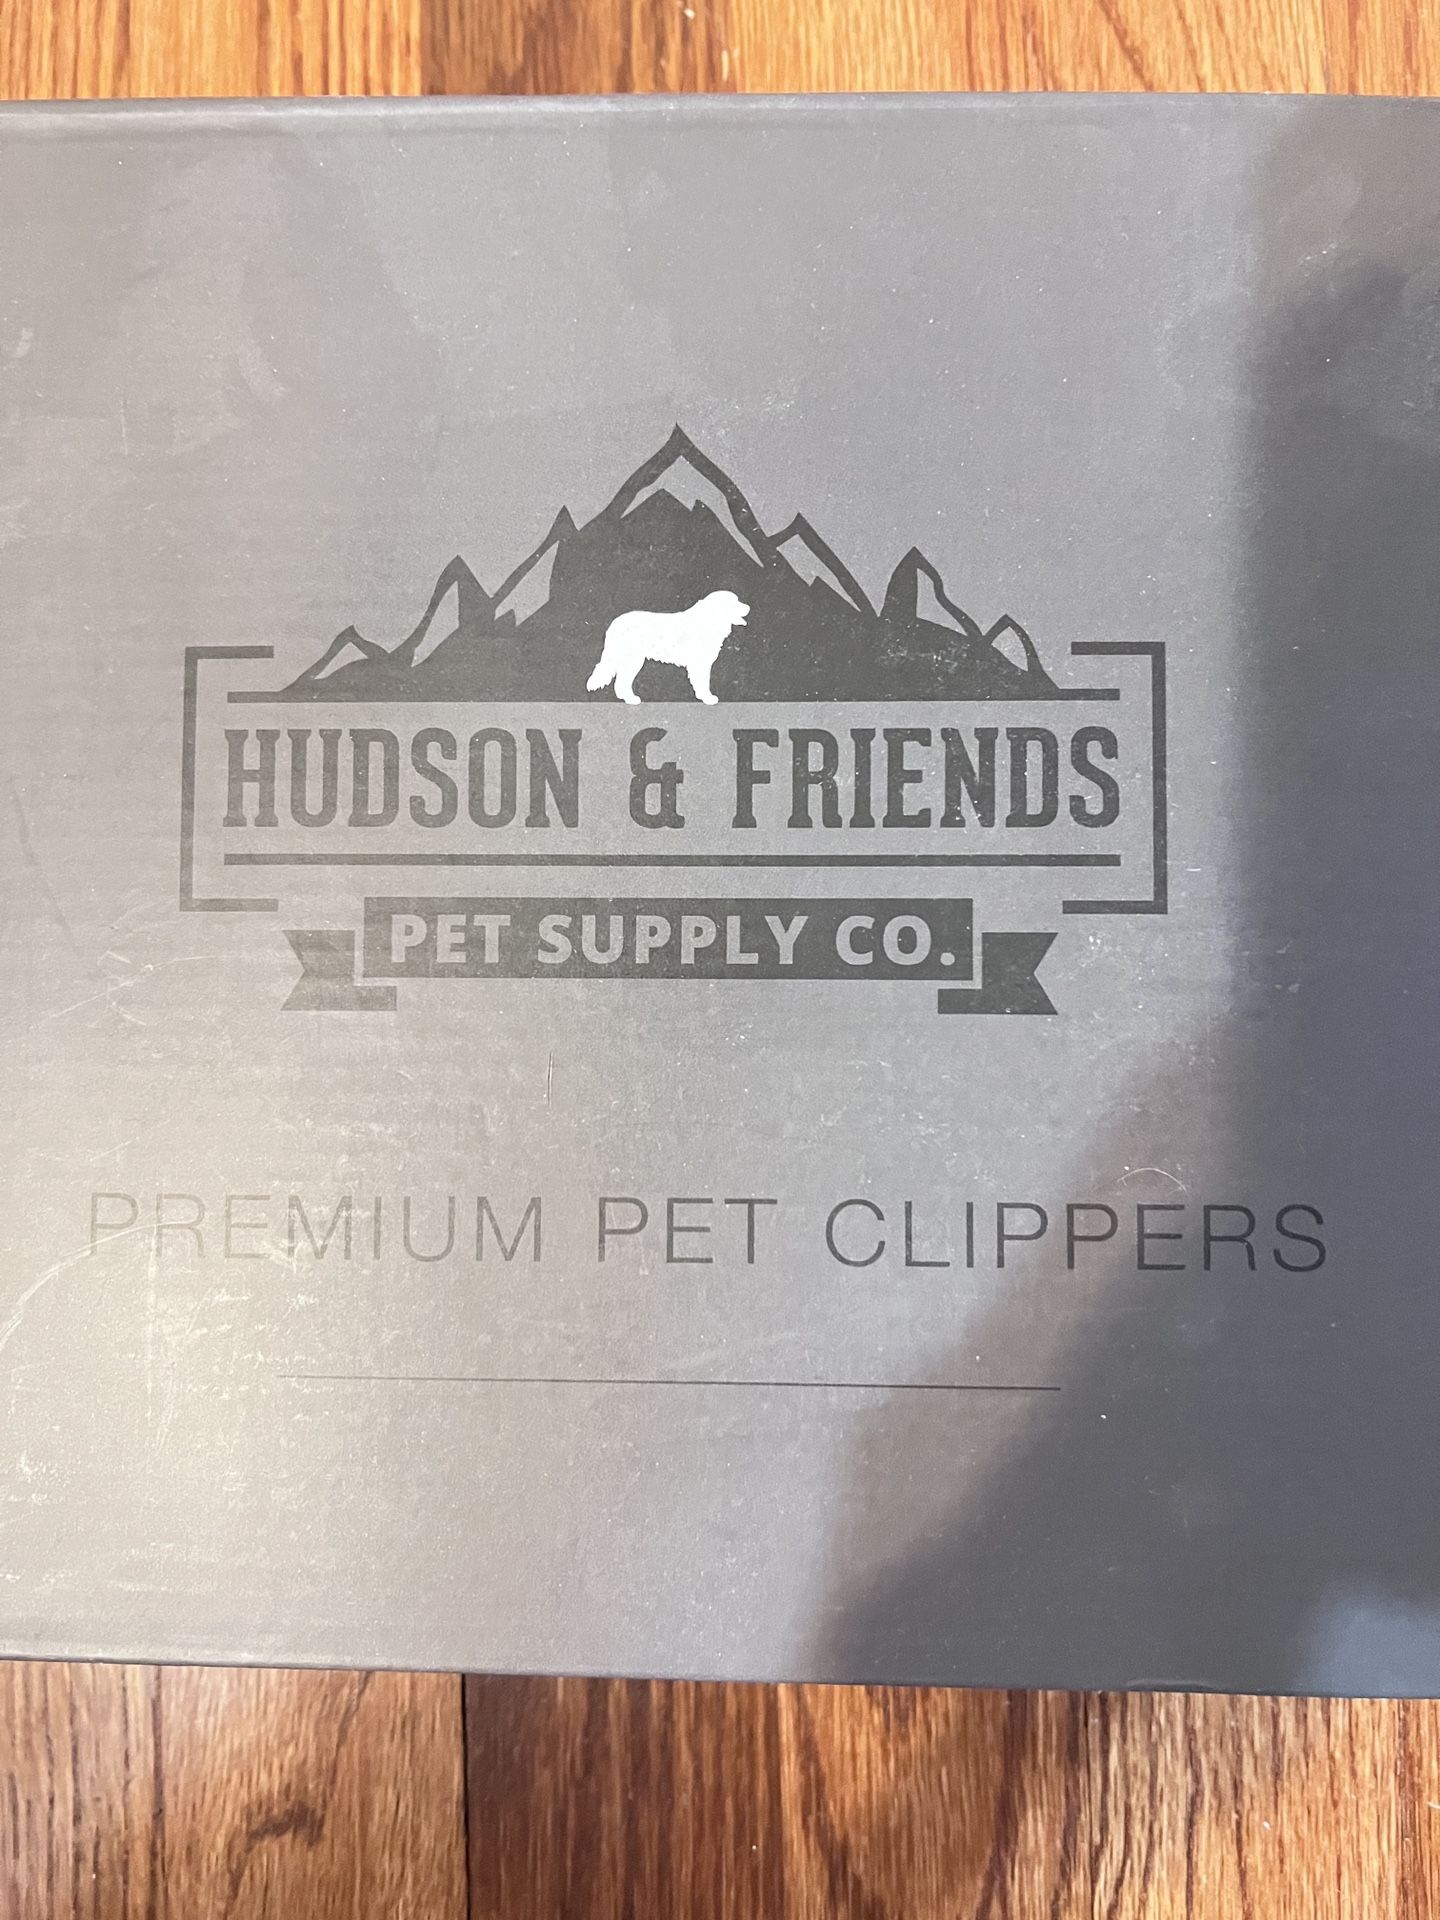 HUDSON & FRIENDS
PET SUPPLY CO.
PREMIUM PET CLIPPERS